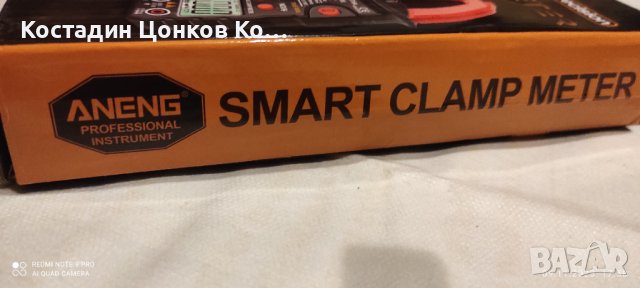 Костадин Цонков Ко...
ANENG®
PROFESSIONAL
INSTRUMENT
SMART CLAMP METER
REDMI NOTE 8 PRO
AI QUAD CAMERA
BAZAR